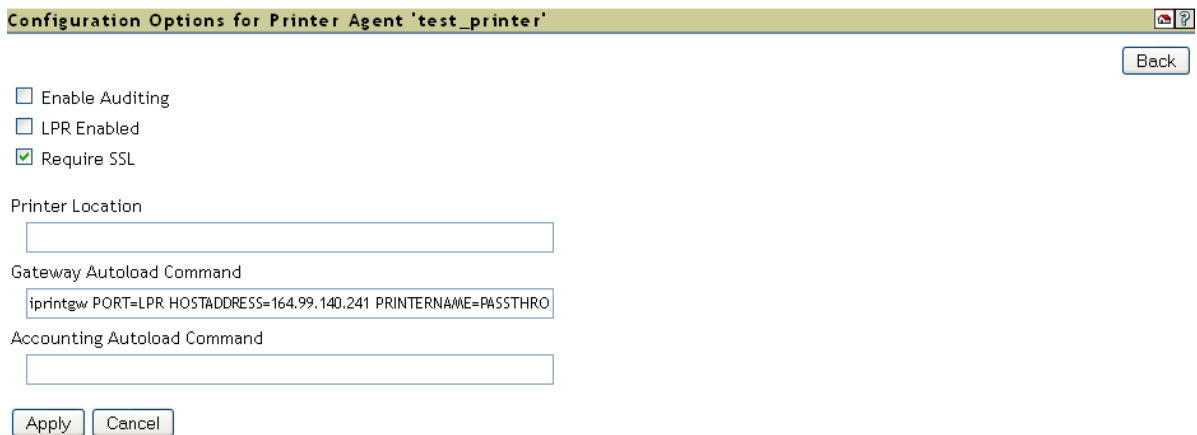 Configuration Options for Printer Agent 'test_printer'
?
Back
Enable Auditing
LPR Enabled
Require SSL
Printer Location
Gateway Autoload Command
iprintgw PORT=LPR HOSTADDRESS=164.99.140.241 PRINTERNAME=PASSTHRO
Accounting Autoload Command
Apply Cancel